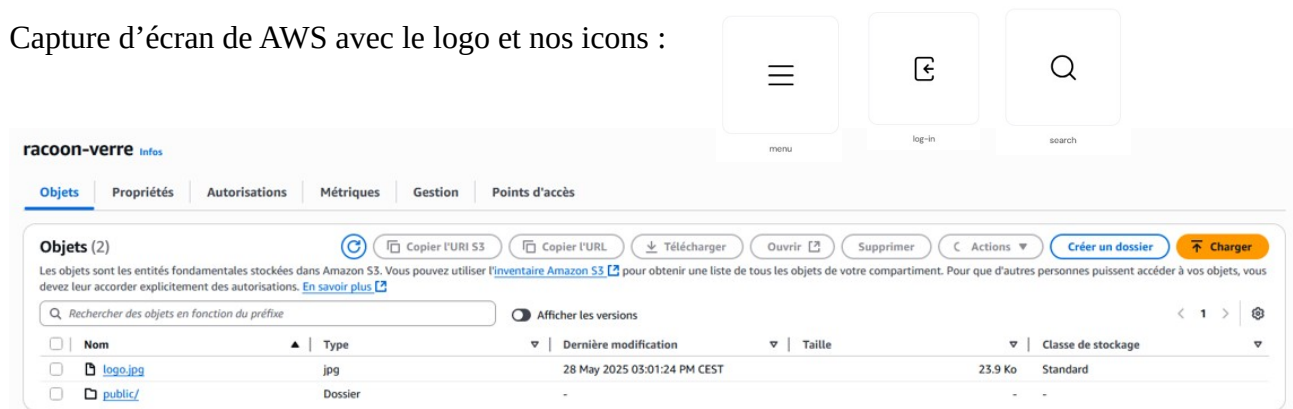 Capture d’écran de AWS avec le logo et nos icons :
menu
log-in
search
racoon-verre Infos
Objets Propriétés Autorisations Métriques Gestion Points d'accès
Objets (2) Copier l'URI S3 Copier l'URL Télécharger Ouvrir Supprimer Actions Créer un dossier Charger
Les objets sont les entités fondamentales stockées dans Amazon S3. Vous pouvez utiliser l'inventaire Amazon S3 pour obtenir une liste de tous les objets de votre compartiment. Pour que d'autres personnes puissent accéder à vos objets, vous
devez leur accorder explicitement des autorisations. En savoir plus
Rechercher des objets en fonction du préfixe Afficher les versions 1
Nom Type Dernière modification Taille Classe de stockage
logo.jpg jpg 28 May 2025 03:01:24 PM CEST 23.9 Ko Standard
public/ Dossier - - -